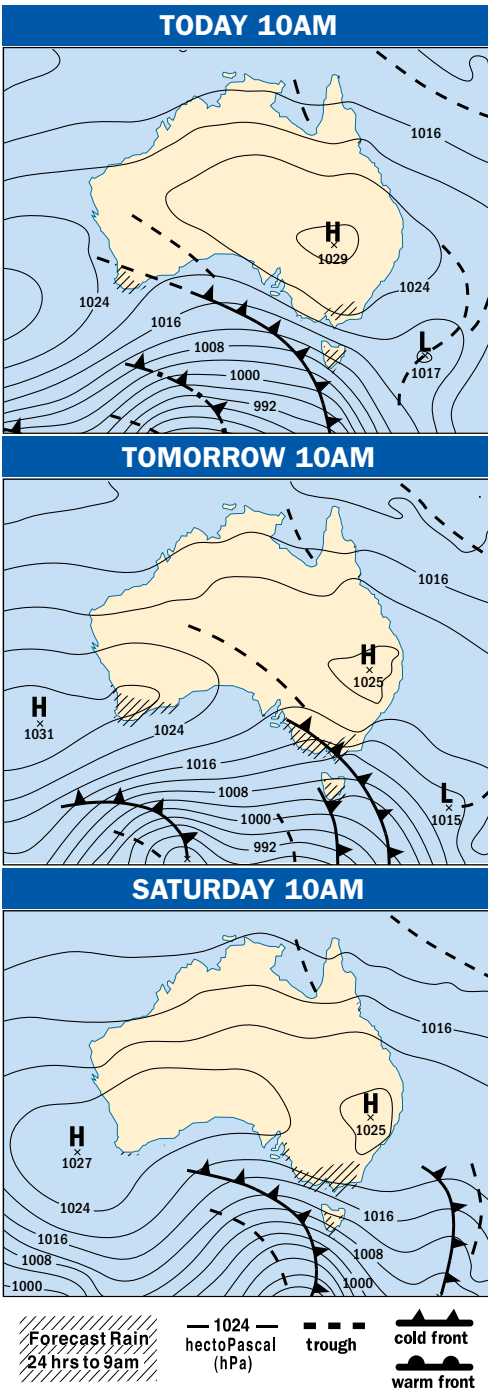 TODAY 10AM
1016
H
1029
1024
1024
1016
L
1008
1017
1000
992
TOMORROW 10AM
1016
H
1025
H
1031
1024
1016
1008
L
1000
1015
992
SATURDAY 10AM
1016
H
1025
H
1027
1024
1016
1016
1008
1008
1000
1000
Forecast Rain
24 hrs to 9am
1024
hectoPascal
(hPa)
trough
cold front
warm front